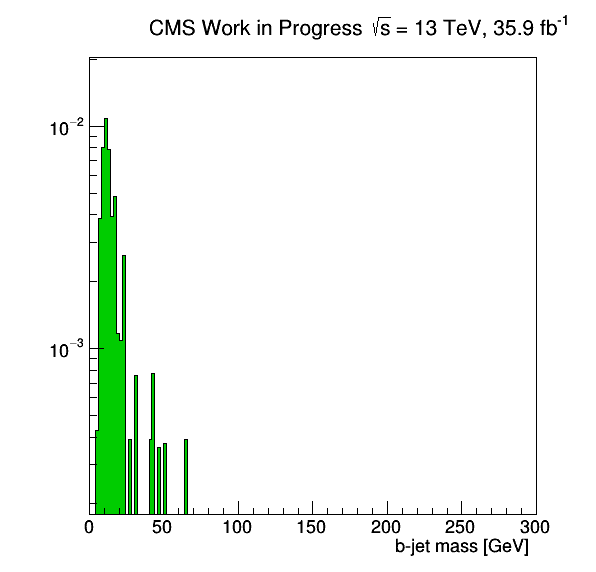 CMS Work in Progress √s = 13 TeV, 35.9 fb⁻¹
10⁻²
10⁻³
0 50 100 150 200 250 300
b-jet mass [GeV]